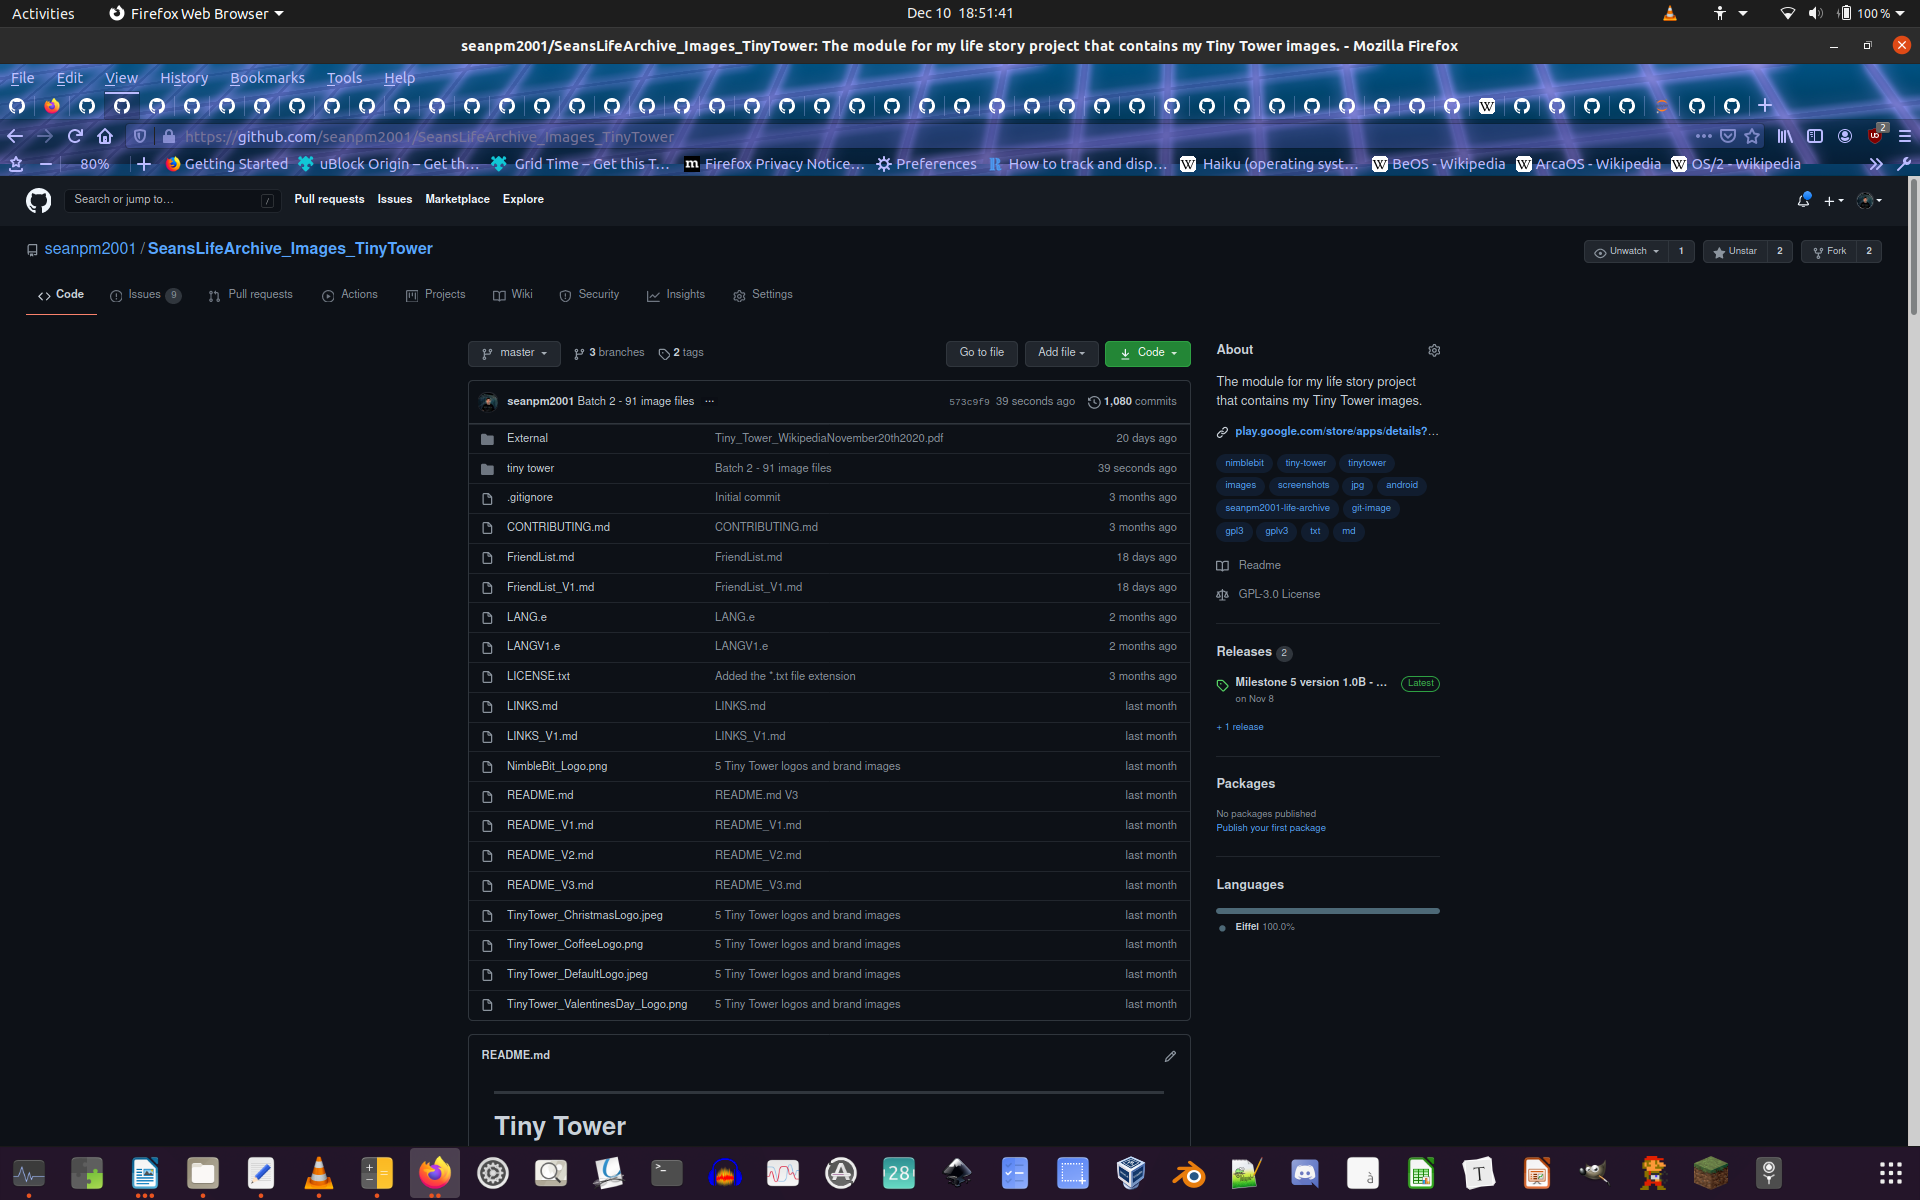 Activities
Firefox Web Browser
Dec 10 18:51:41
100 %
seanpm2001/SeansLifeArchive_Images_TinyTower: The module for my life story project that contains my Tiny Tower images. - Mozilla Firefox
File Edit View History Bookmarks Tools Help
https://github.com/seanpm2001/SeansLifeArchive_Images_TinyTower
2
80%
Getting Started
uBlock Origin – Get th…
Grid Time – Get this T…
Firefox Privacy Notice…
Preferences
How to track and disp…
Haiku (operating syst…
BeOS - Wikipedia
ArcaOS - Wikipedia
OS/2 - Wikipedia
Search or jump to…
/
Pull requests Issues Marketplace Explore
seanpm2001 / SeansLifeArchive_Images_TinyTower
Unwatch 1
Unstar 2
Fork 2
Code
Issues 9
Pull requests
Actions
Projects
Wiki
Security
Insights
Settings
master
3 branches
2 tags
Go to file
Add file
Code
seanpm2001 Batch 2 - 91 image files ...
573c9f9 39 seconds ago
1,080 commits
External Tiny_Tower_WikipediaNovember20th2020.pdf 20 days ago
tiny tower Batch 2 - 91 image files 39 seconds ago
.gitignore Initial commit 3 months ago
CONTRIBUTING.md CONTRIBUTING.md 3 months ago
FriendList.md FriendList.md 18 days ago
FriendList_V1.md FriendList_V1.md 18 days ago
LANG.e LANG.e 2 months ago
LANGV1.e LANGV1.e 2 months ago
LICENSE.txt Added the *.txt file extension 3 months ago
LINKS.md LINKS.md last month
LINKS_V1.md LINKS_V1.md last month
NimbleBit_Logo.png 5 Tiny Tower logos and brand images last month
README.md README.md V3 last month
README_V1.md README_V1.md last month
README_V2.md README_V2.md last month
README_V3.md README_V3.md last month
TinyTower_ChristmasLogo.jpeg 5 Tiny Tower logos and brand images last month
TinyTower_CoffeeLogo.png 5 Tiny Tower logos and brand images last month
TinyTower_DefaultLogo.jpeg 5 Tiny Tower logos and brand images last month
TinyTower_ValentinesDay_Logo.png 5 Tiny Tower logos and brand images last month
README.md
Tiny Tower
About
The module for my life story project
that contains my Tiny Tower images.
play.google.com/store/apps/details?…
nimblebit tiny-tower tinytower
images screenshots jpg android
seanpm2001-life-archive git-image
gpl3 gplv3 txt md
Readme
GPL-3.0 License
Releases 2
Milestone 5 version 1.0B - … Latest
on Nov 8
+ 1 release
Packages
No packages published
Publish your first package
Languages
Eiffel 100.0%
28